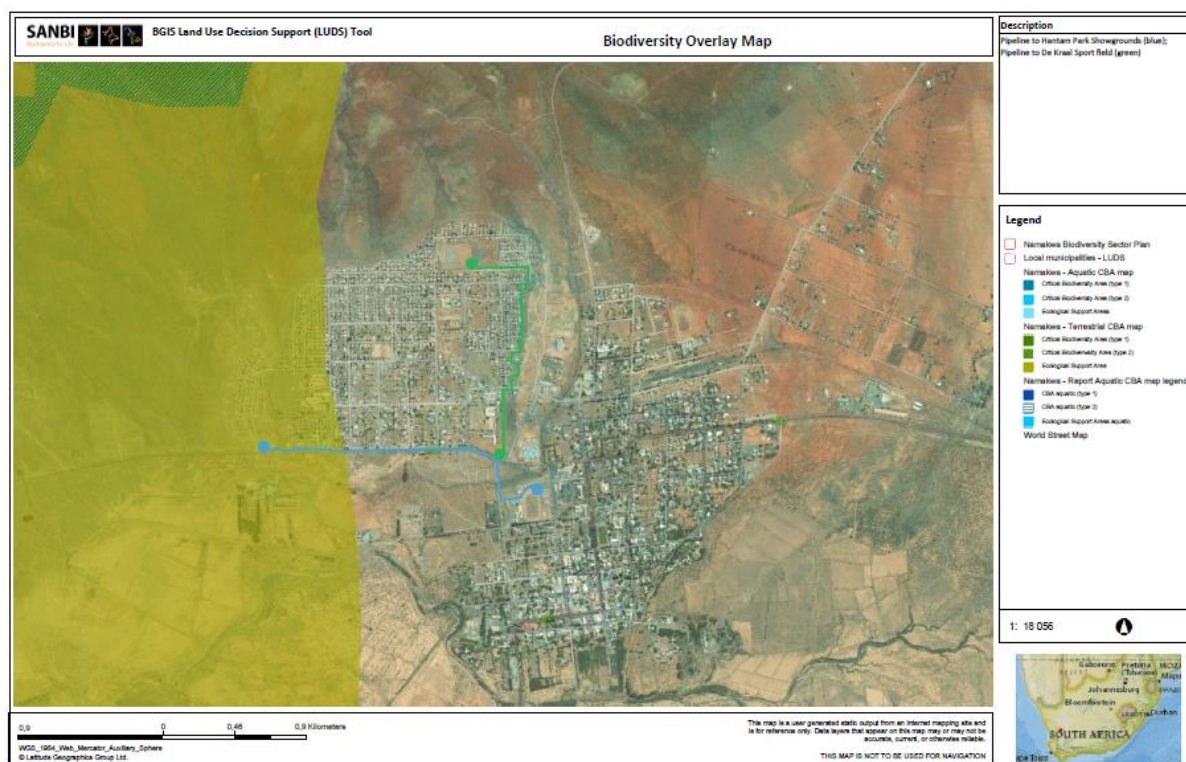 SANBI
BGIS Land Use Decision Support (LUDS) Tool
Biodiversity Overlay Map
Description
Pipeline to Hantam Park Showgrounds (blue);
Pipeline to De Kraal Sport field (green)
Legend
Namakwa Biodiversity Sector Plan
Local municipalities - LUDS
Namakwa - Aquatic CBA map
Critical Biodiversity Area (type 1)
Critical Biodiversity Area (type 2)
Ecological Support Areas
Namakwa - Terrestrial CBA map
Critical Biodiversity Area (type 1)
Critical Biodiversity Area (type 2)
Ecological Support Area
Namakwa - Report Aquatic CBA map legend
CBA aquatic (type 1)
CBA aquatic (type 2)
Ecological Support Areas aquatic
World Street Map
1: 18 056
Gaborone Pretoria MOZA
(Tshwane) Mapu
Johannesburg SWAZI
Bloemfontein
LESOTHO Durban
SOUTH AFRICA
0,9 0 0,45 0,9 Kilometers
WGS_1984_Web_Mercator_Auxiliary_Sphere
© Latitude Geographics Group Ltd.
This map is a user generated static output from an Internet mapping site and
is for reference only. Data layers that appear on this map may or may not be
accurate, current, or otherwise reliable.
THIS MAP IS NOT TO BE USED FOR NAVIGATION